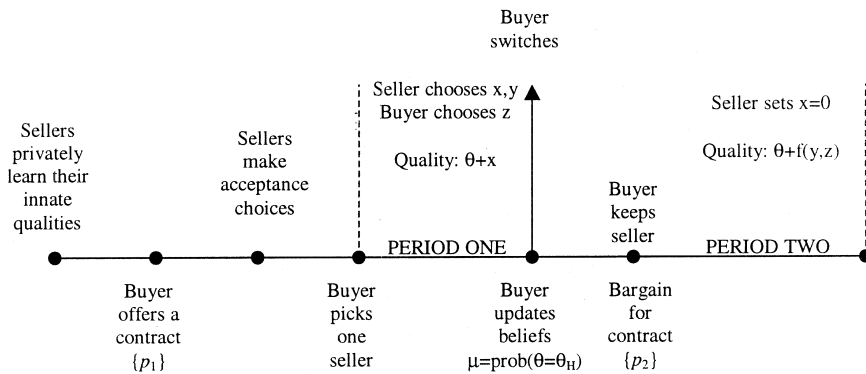 Buyer
switches
Sellers
privately
learn their
innate
qualities
Sellers
make
acceptance
choices
Seller chooses x,y
Buyer chooses z
Quality: θ+x
Seller sets x=0
Quality: θ+f(y,z)
Buyer
keeps
seller
PERIOD ONE
PERIOD TWO
Buyer
offers a
contract
{p₁}
Buyer
picks
one
seller
Buyer
updates
beliefs
μ=prob(θ=θ_H)
Bargain
for
contract
{p₂}